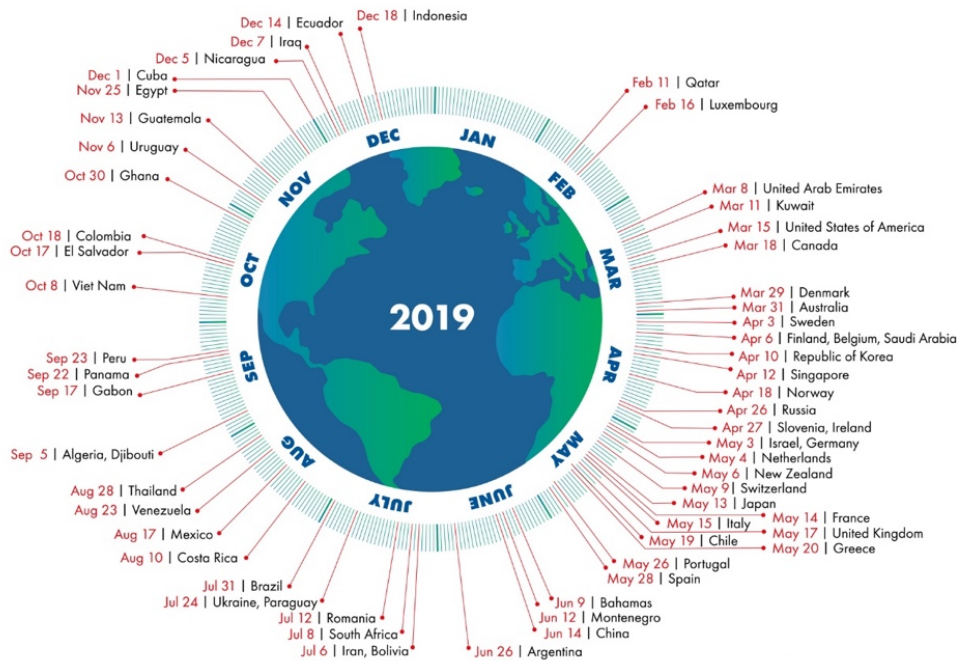 Dec 18 | Indonesia
Dec 14 | Ecuador
Dec 7 | Iraq
Dec 5 | Nicaragua
Dec 1 | Cuba
Nov 25 | Egypt
Nov 13 | Guatemala
Nov 6 | Uruguay
Oct 30 | Ghana
Oct 18 | Colombia
Oct 17 | El Salvador
Oct 8 | Viet Nam
Sep 23 | Peru
Sep 22 | Panama
Sep 17 | Gabon
Sep 5 | Algeria, Djibouti
Aug 28 | Thailand
Aug 23 | Venezuela
Aug 17 | Mexico
Aug 10 | Costa Rica
Jul 31 | Brazil
Jul 24 | Ukraine, Paraguay
Jul 12 | Romania
Jul 8 | South Africa
Jul 6 | Iran, Bolivia
JAN
FEB
MAR
APR
MAY
JUNE
JULY
AUG
SEP
OCT
NOV
DEC
2019
Feb 11 | Qatar
Feb 16 | Luxembourg
Mar 8 | United Arab Emirates
Mar 11 | Kuwait
Mar 15 | United States of America
Mar 18 | Canada
Mar 29 | Denmark
Mar 31 | Australia
Apr 3 | Sweden
Apr 6 | Finland, Belgium, Saudi Arabia
Apr 10 | Republic of Korea
Apr 12 | Singapore
Apr 18 | Norway
Apr 26 | Russia
Apr 27 | Slovenia, Ireland
May 3 | Israel, Germany
May 4 | Netherlands
May 6 | New Zealand
May 9 | Switzerland
May 13 | Japan
May 14 | France
May 15 | Italy
May 17 | United Kingdom
May 19 | Chile
May 20 | Greece
May 26 | Portugal
May 28 | Spain
Jun 9 | Bahamas
Jun 12 | Montenegro
Jun 14 | China
Jun 26 | Argentina